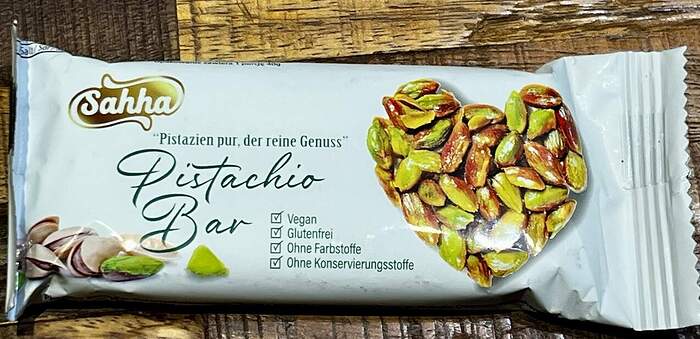 Sahha
"Pistazien pur, der reine Genuss"
Pistachio
Bar
Vegan
Glutenfrei
Ohne Farbstoffe
Ohne Konservierungsstoffe